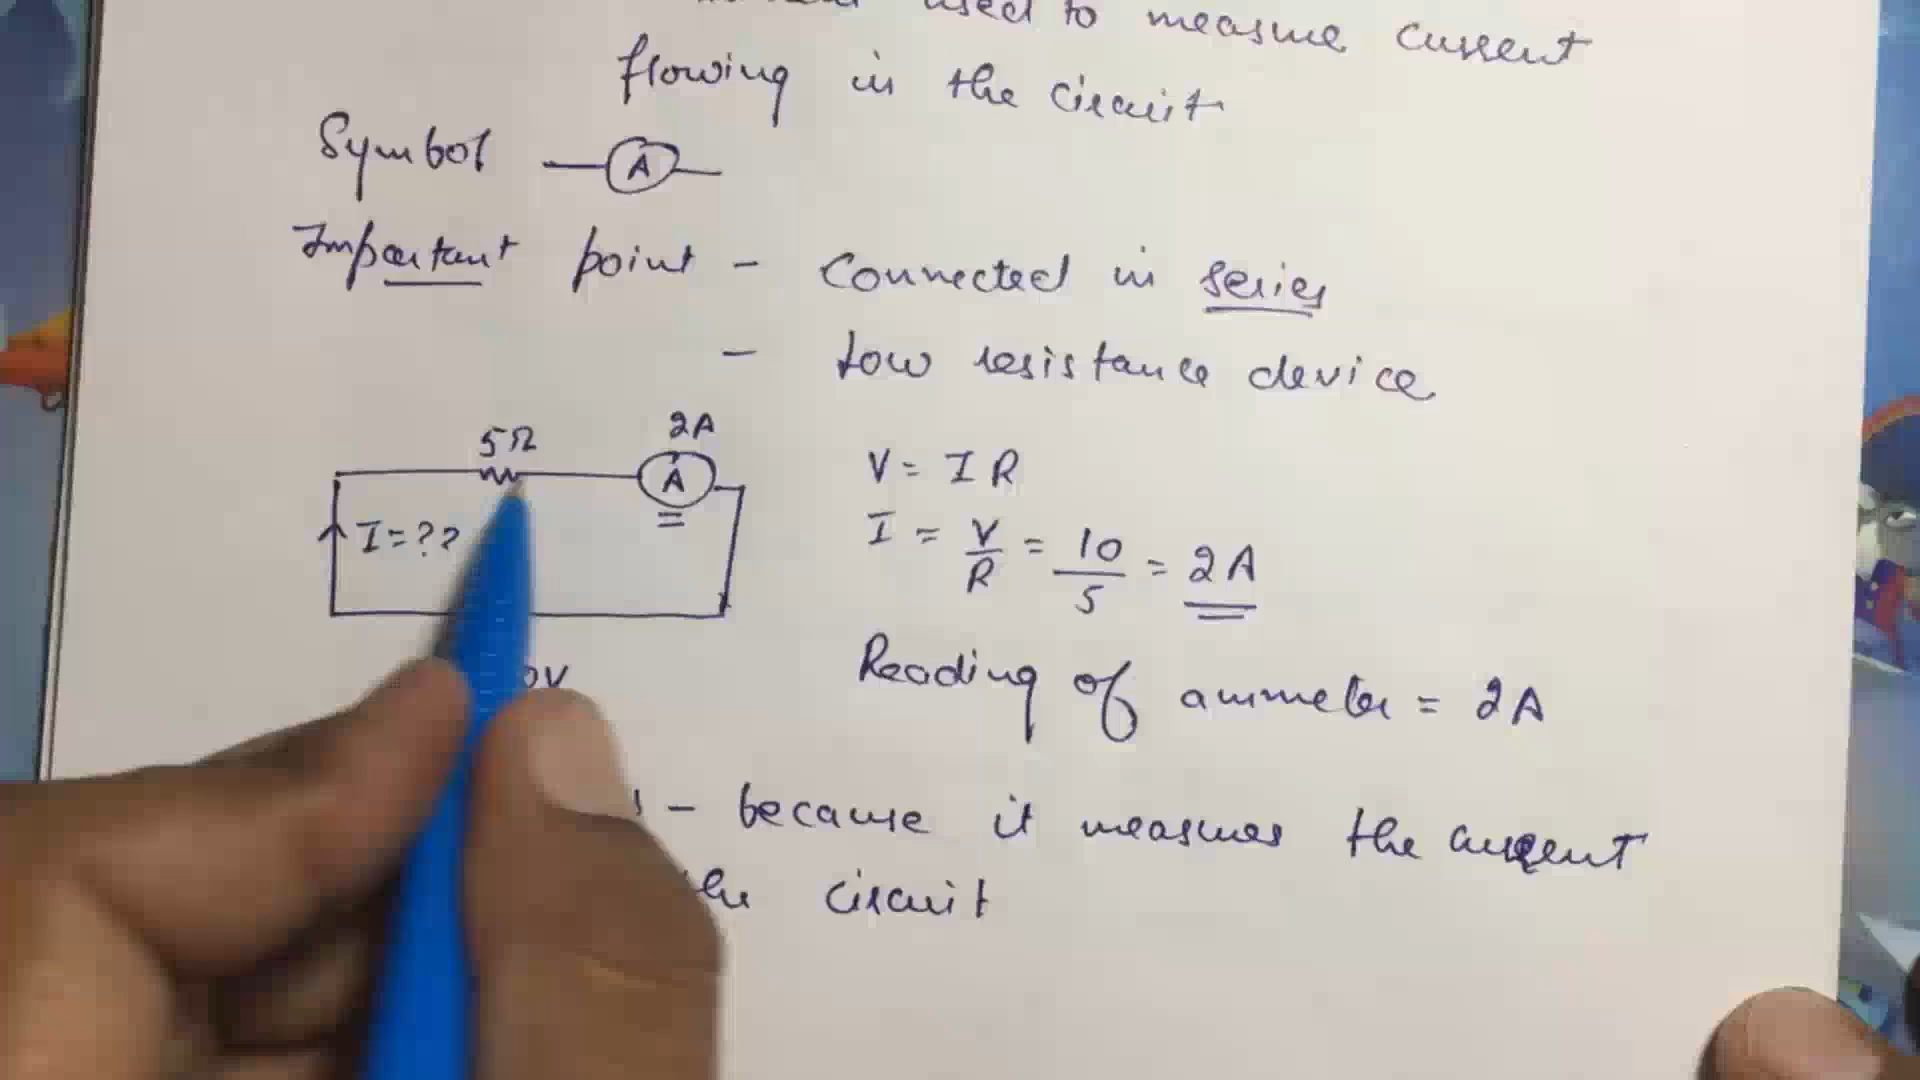 used to measure current
flowing in the circuit
Symbol A
Important point - Connected in series
- Low resistance device
2A
5Ω
A
I=??
V = I R
I = V/R = 10/5 = 2A
Reading of ammeter = 2A
0V
- because it measures the current
circuit